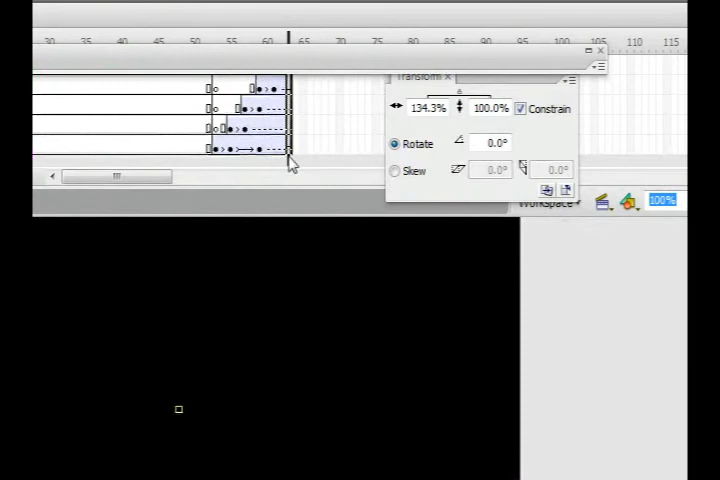 30 35 40 45 50 55 60 65 70 75 80 85 90 95 100 105 110 115
Transform ×
134.3% 100.0% Constrain
Rotate 0.0°
Skew 0.0° 0.0°
Workspace 100%